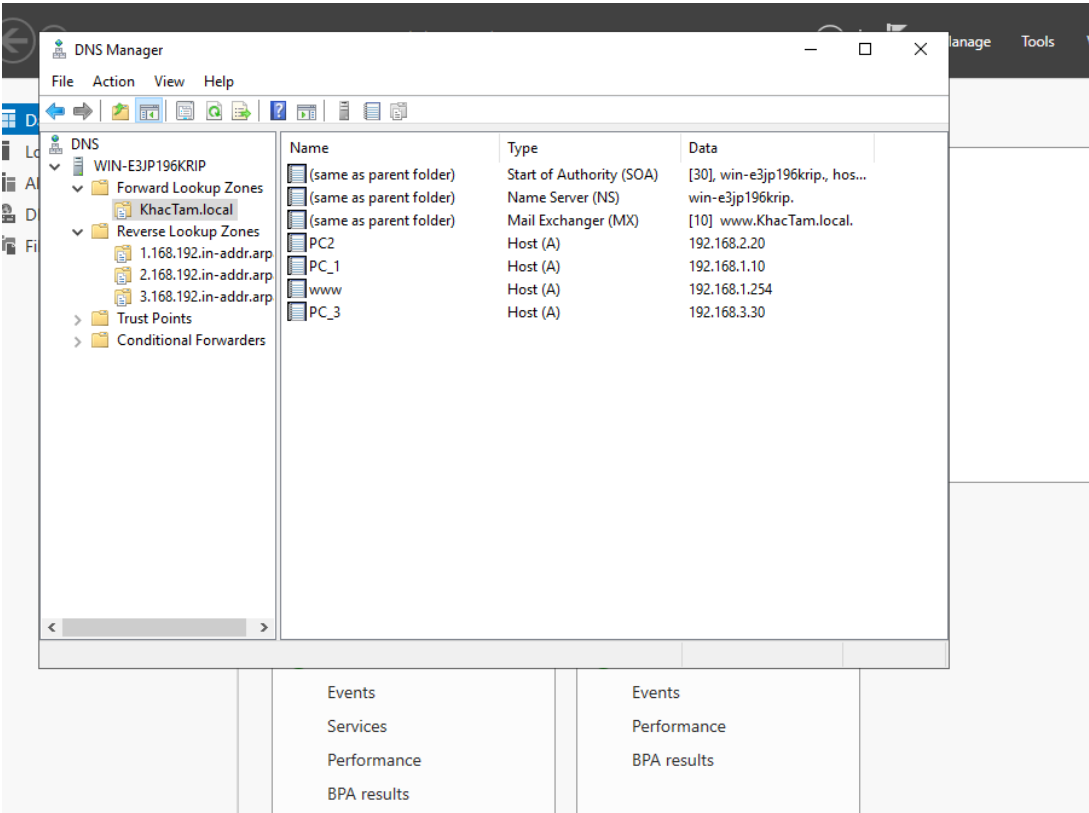 Manage Tools
DNS Manager
File Action View Help
DNS
WIN-E3JP196KRIP
Forward Lookup Zones
KhacTam.local
Reverse Lookup Zones
1.168.192.in-addr.arp
2.168.192.in-addr.arp
3.168.192.in-addr.arp
Trust Points
Conditional Forwarders
Name Type Data
(same as parent folder) Start of Authority (SOA) [30], win-e3jp196krip., hos...
(same as parent folder) Name Server (NS) win-e3jp196krip.
(same as parent folder) Mail Exchanger (MX) [10] www.KhacTam.local.
PC2 Host (A) 192.168.2.20
PC_1 Host (A) 192.168.1.10
www Host (A) 192.168.1.254
PC_3 Host (A) 192.168.3.30
Events Events
Services Performance
Performance BPA results
BPA results